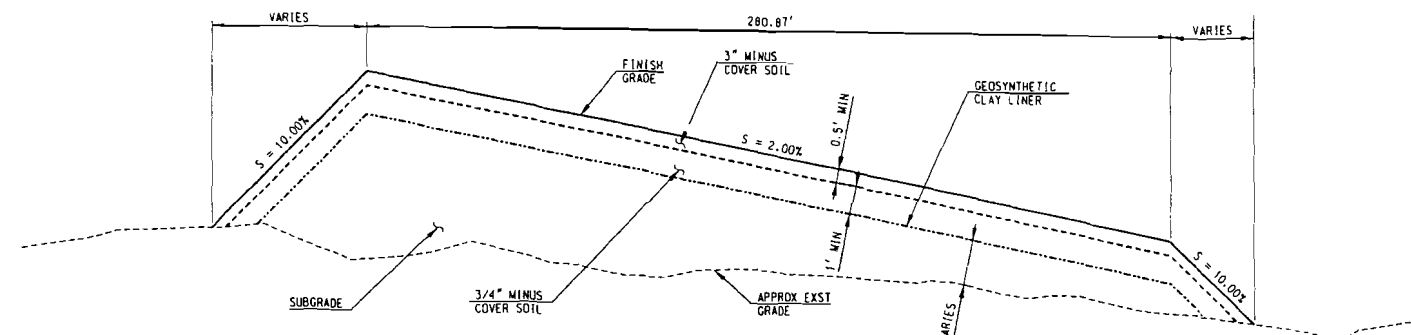 VARIES
280.87'
VARIES
FINISH
GRADE
3" MINUS
COVER SOIL
GEOSYNTHETIC
CLAY LINER
S = 10.00%
S = 2.00%
0.5' MIN
1' MIN
S = 10.00%
SUBGRADE
3/4" MINUS
COVER SOIL
APPROX EXST
GRADE
VARIES